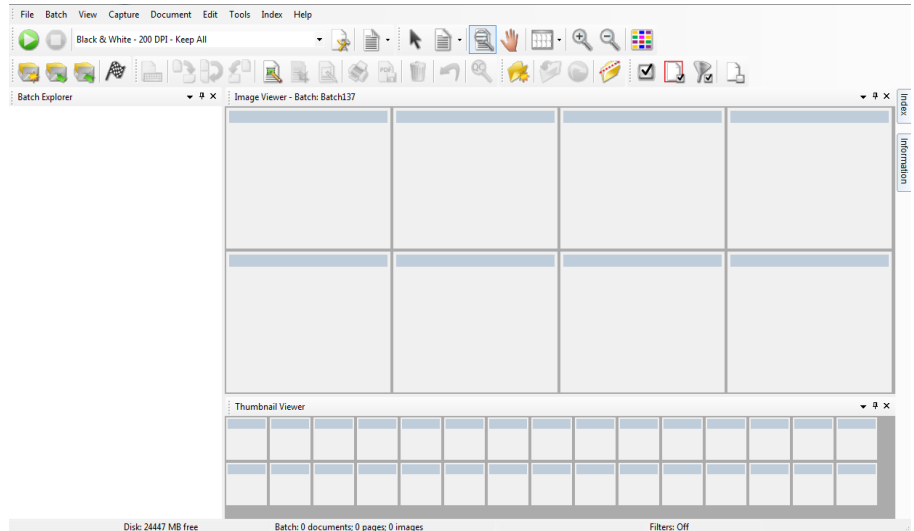 File Batch View Capture Document Edit Tools Index Help
Black & White - 200 DPI - Keep All
PDF
Batch Explorer
Image Viewer - Batch: Batch137
Index
Information
Thumbnail Viewer
Disk: 24447 MB free Batch: 0 documents; 0 pages; 0 images Filters: Off